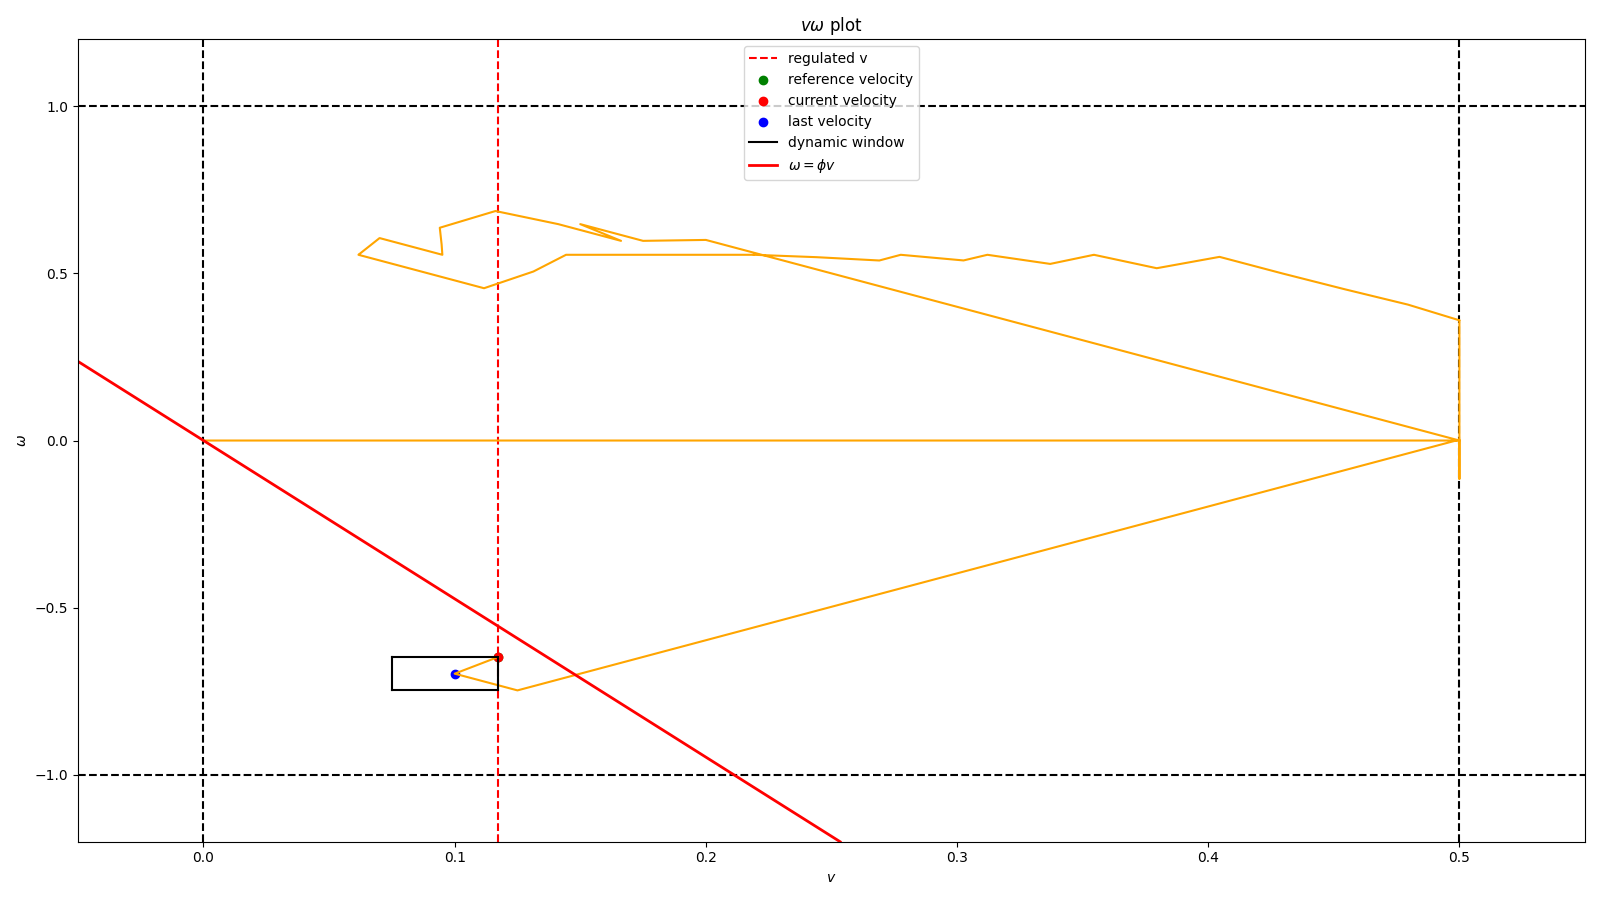 vω plot
regulated v
reference velocity
current velocity
last velocity
dynamic window
ω = ϕv
1.0
0.5
0.0
−0.5
−1.0
ω
0.0 0.1 0.2 0.3 0.4 0.5
v